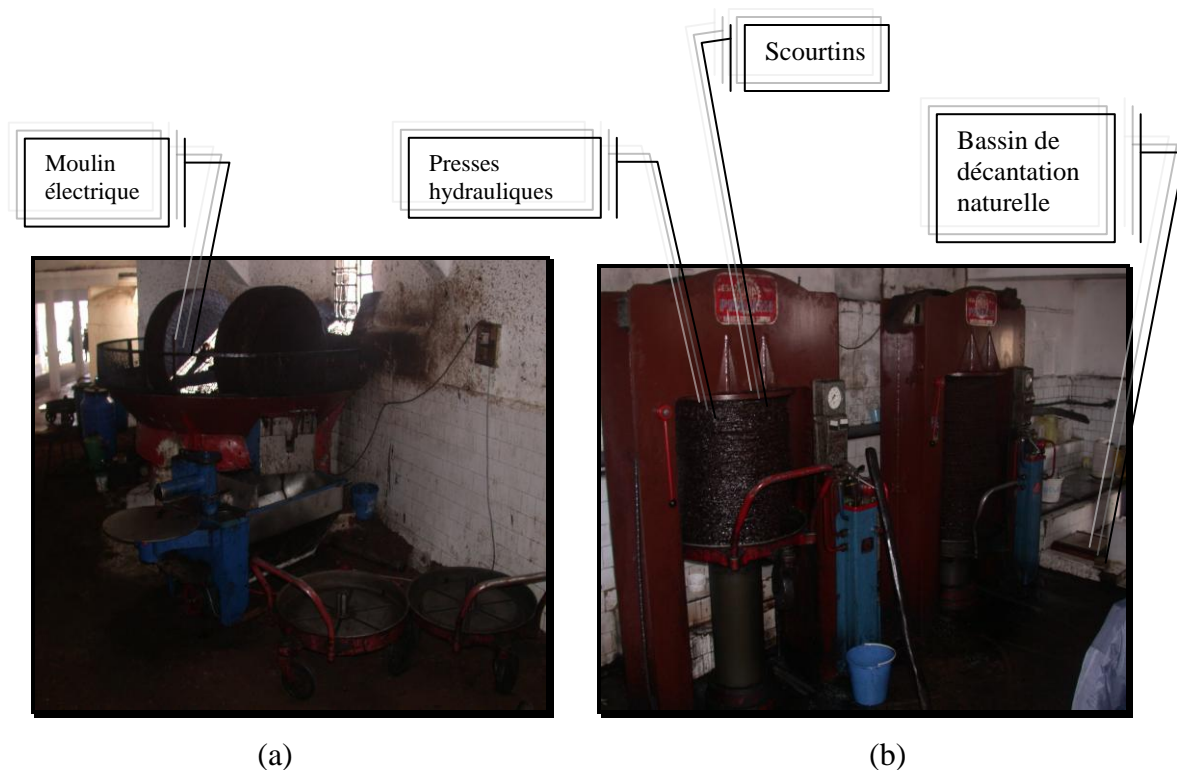 Scourtins
Moulin
électrique
Presses
hydrauliques
Bassin de
décantation
naturelle
(a)
(b)